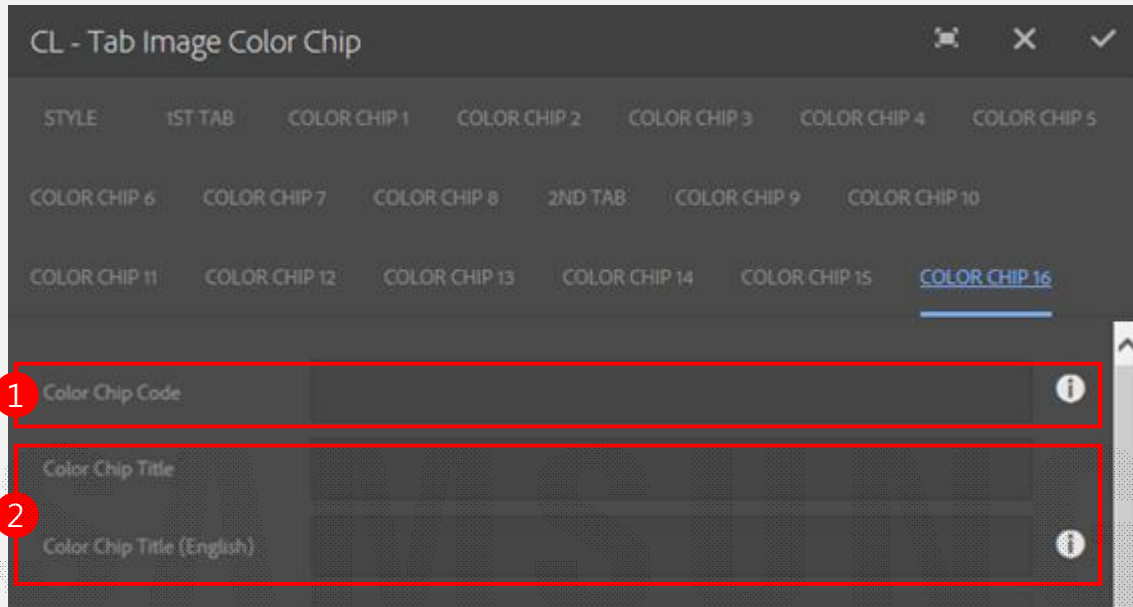 CL - Tab Image Color Chip
STYLE 1ST TAB COLOR CHIP 1 COLOR CHIP 2 COLOR CHIP 3 COLOR CHIP 4 COLOR CHIP 5
COLOR CHIP 6 COLOR CHIP 7 COLOR CHIP 8 2ND TAB COLOR CHIP 9 COLOR CHIP 10
COLOR CHIP 11 COLOR CHIP 12 COLOR CHIP 13 COLOR CHIP 14 COLOR CHIP 15 COLOR CHIP 16
1 Color Chip Code
Color Chip Title
2
Color Chip Title (English)
SAMSUNG